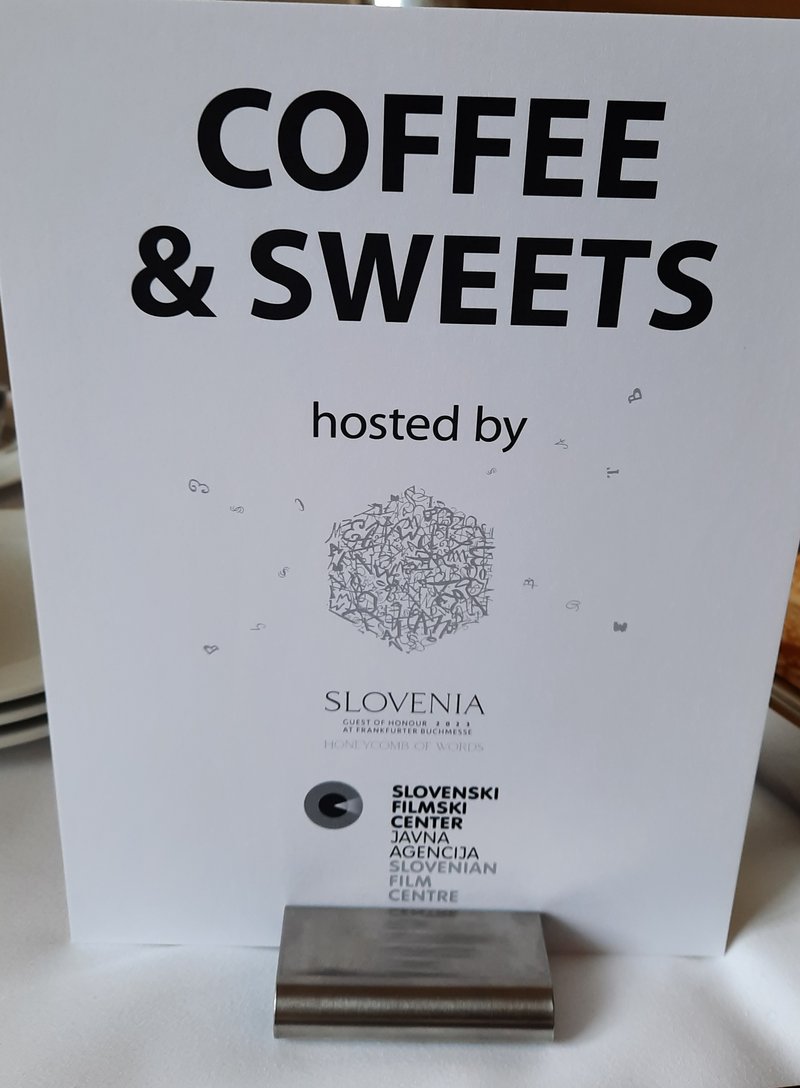 COFFEE
& SWEETS
hosted by
SLOVENIA
GUEST OF HONOUR 2023
AT FRANKFURTER BUCHMESSE
HONEYCOMB OF WORDS
SLOVENSKI
FILMSKI
CENTER
JAVNA
AGENCIJA
SLOVENIAN
FILM
CENTRE